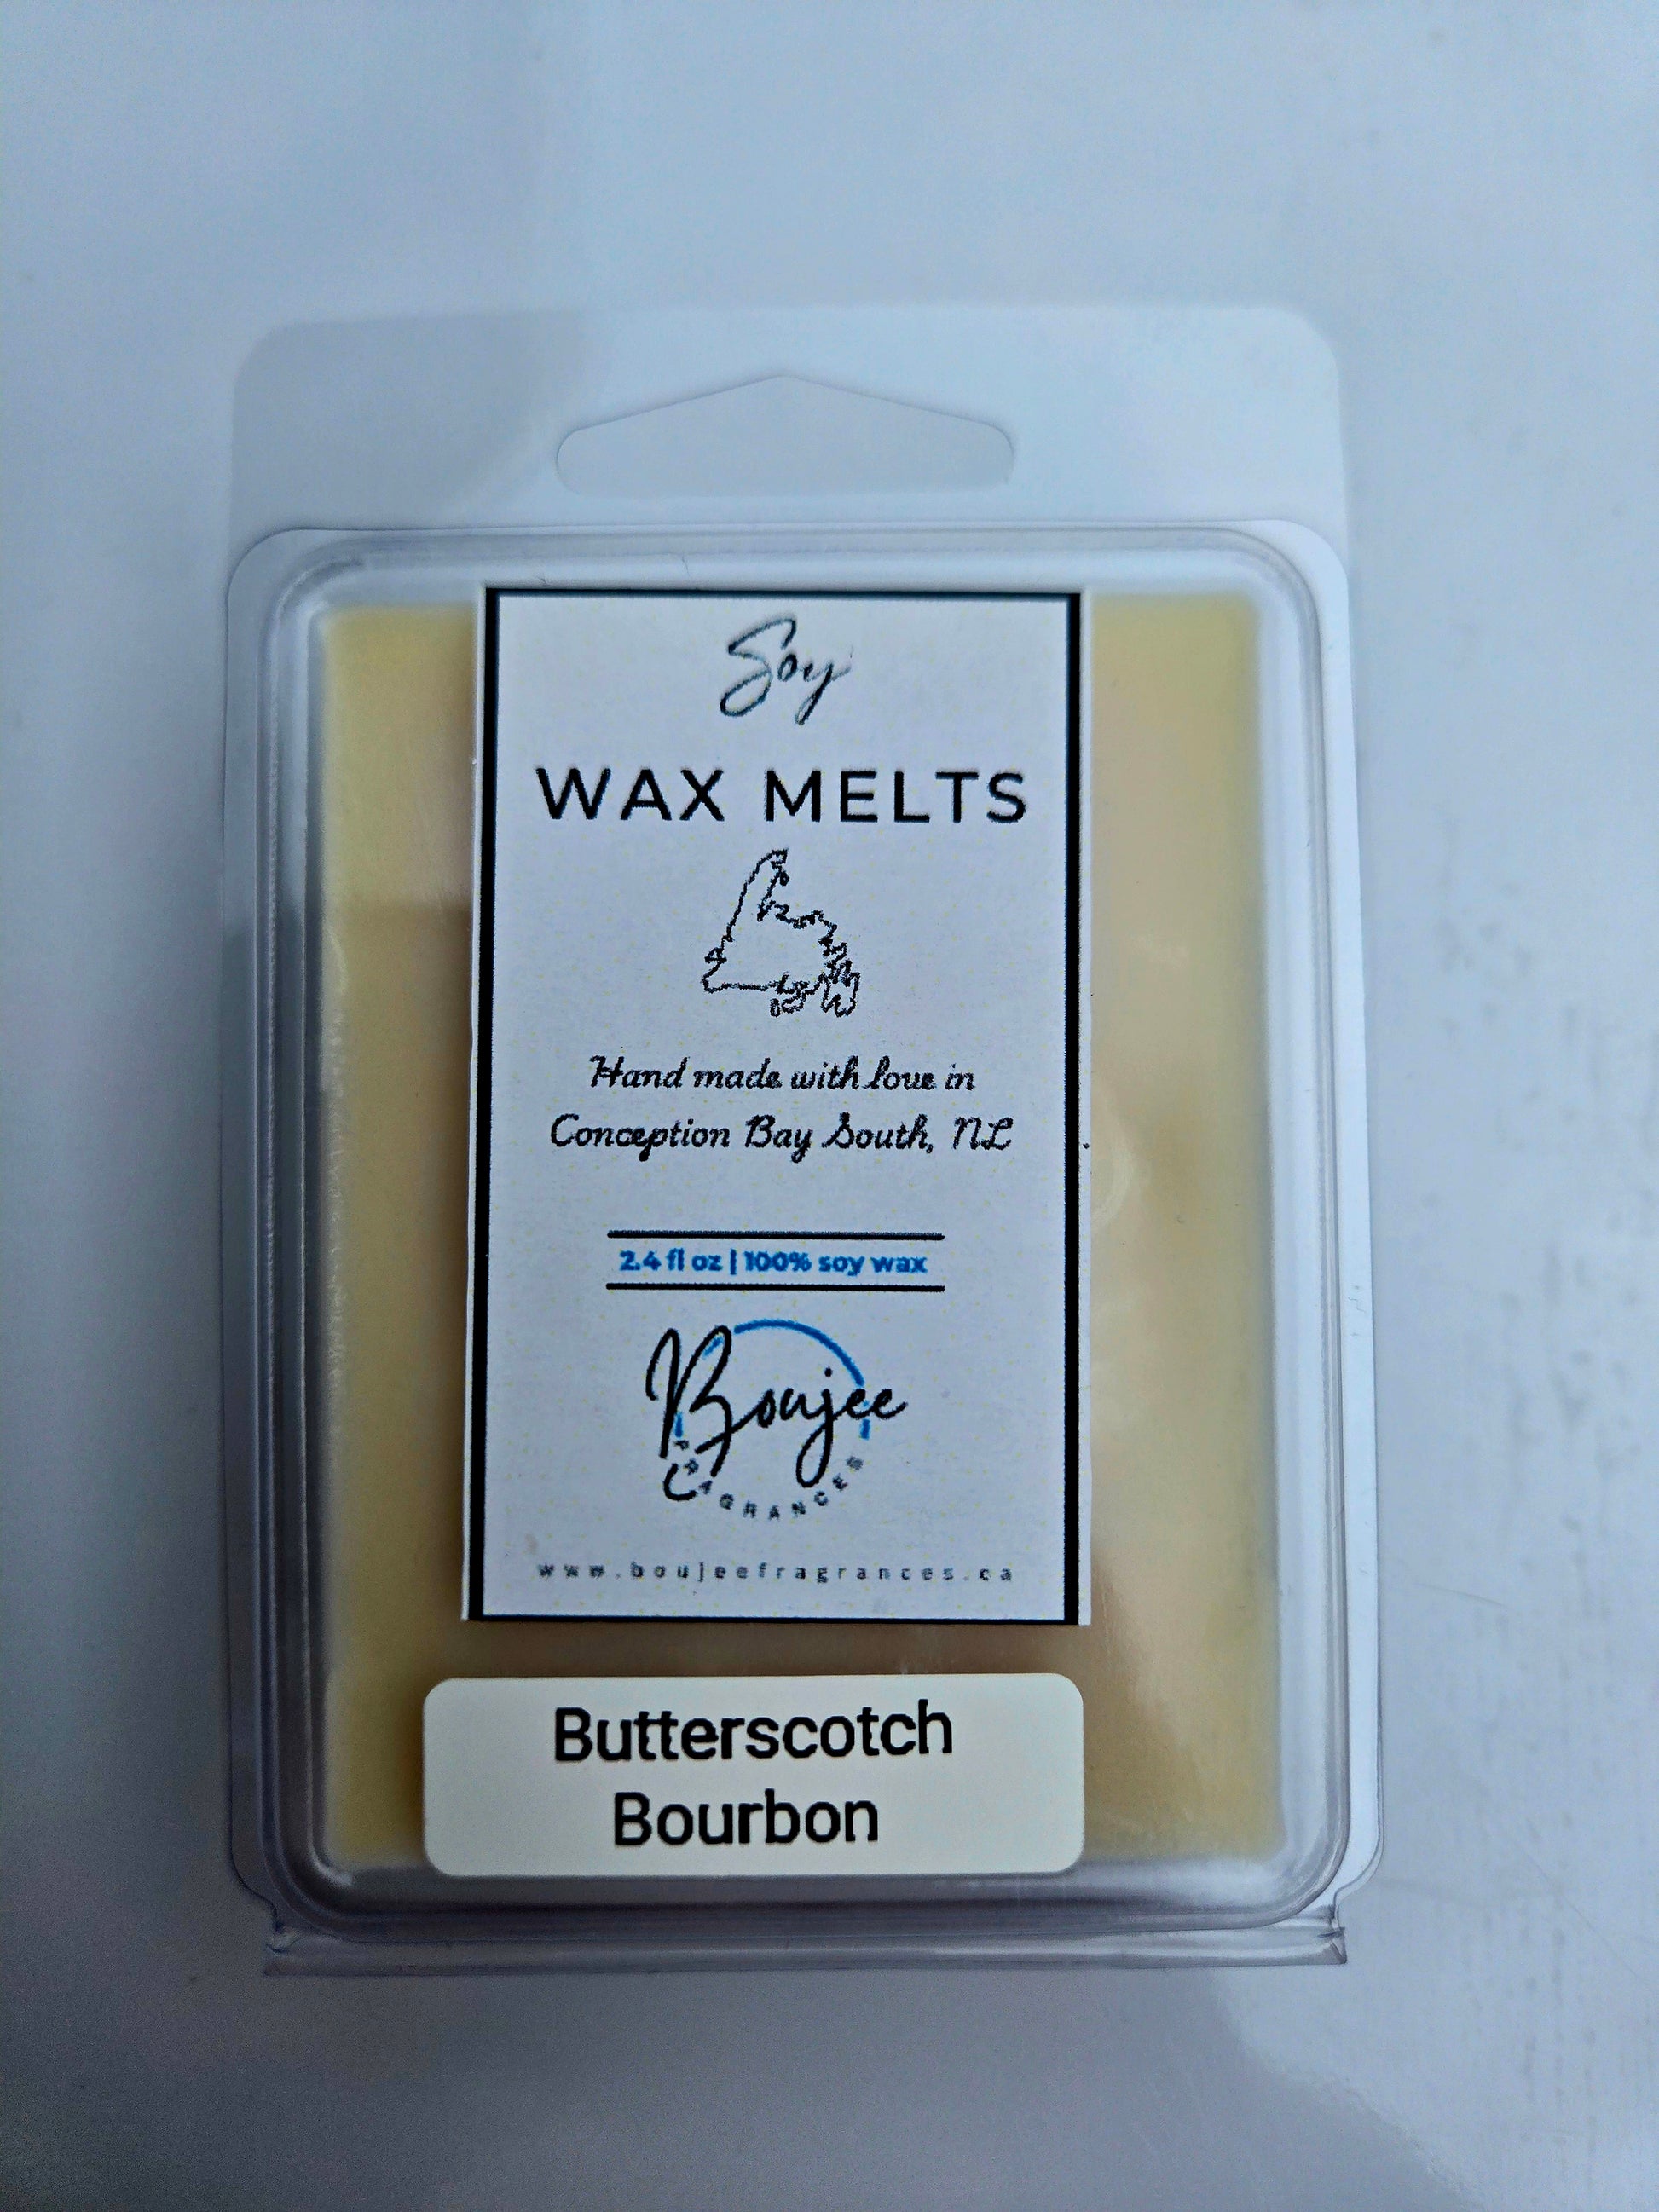 Soy
WAX MELTS
Hand made with love in
Conception Bay South, NL
2.4 fl oz | 100% soy wax
Boujee
FRAGRANCES
www.boujeefragrances.ca
Butterscotch
Bourbon